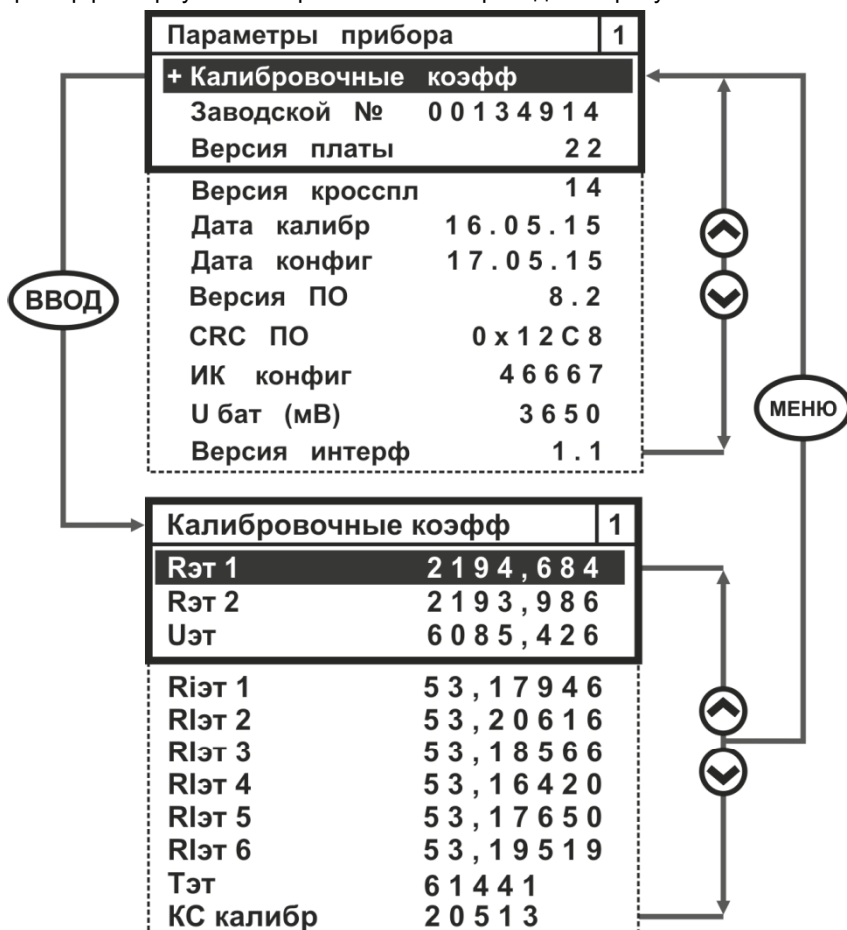 Параметры прибора 1
+ Калибровочные коэфф
Заводской № 00134914
Версия платы 22
Версия кросспл 14
Дата калибр 16.05.15
Дата конфиг 17.05.15
Версия ПО 8.2
CRC ПО 0x12C8
ИК конфиг 46667
U бат (мВ) 3650
Версия интерф 1.1
ВВОД
МЕНЮ
Калибровочные коэфф 1
Rэт 1 2194,684
Rэт 2 2193,986
Uэт 6085,426
Riэт 1 53,17946
RIэт 2 53,20616
RIэт 3 53,18566
RIэт 4 53,16420
RIэт 5 53,17650
RIэт 6 53,19519
Тэт 61441
КС калибр 20513